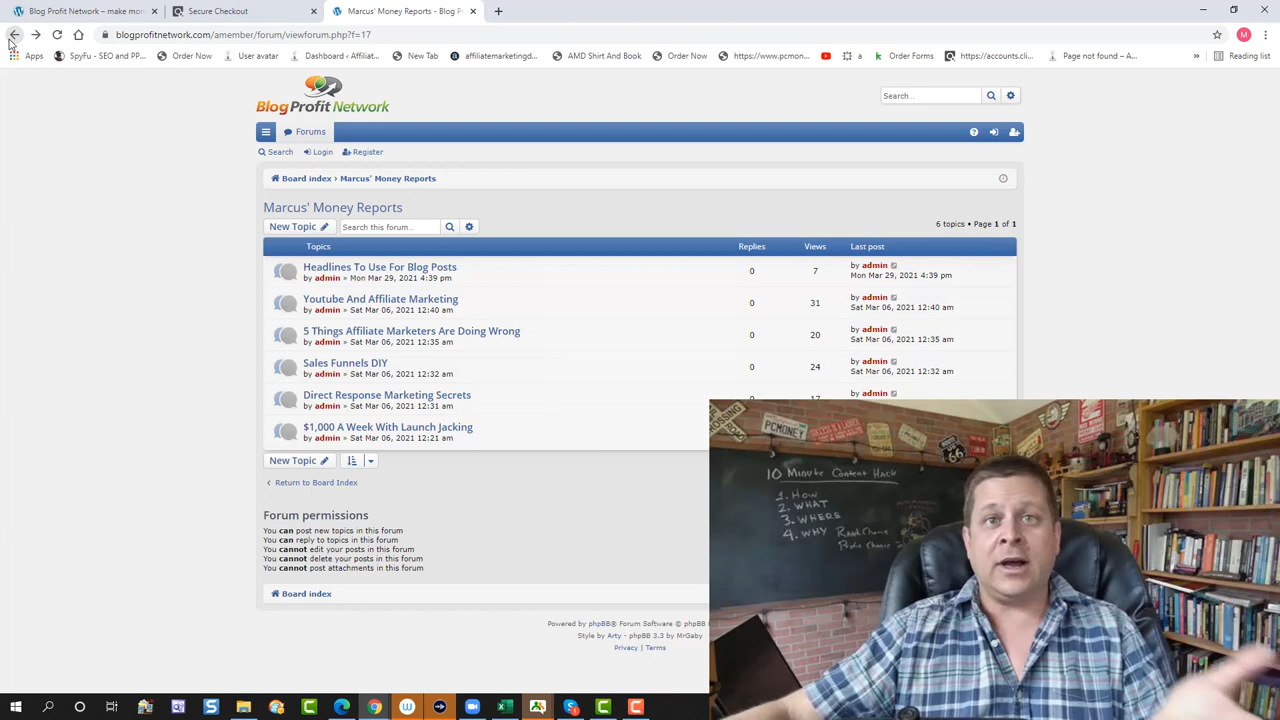 Blog Profit Network – make mon
Secure Checkout
Marcus' Money Reports - Blog P
blogprofitnetwork.com/amember/forum/viewforum.php?f=17
M
Apps
SpyFu - SEO and PP...
Order Now
User avatar
Dashboard ‹ Affiliat...
New Tab
affiliatemarketingd...
AMD Shirt And Book
Order Now
https://www.pcmon...
a
Order Form
https://accounts.cli...
Page not found – A...
»
Reading list
BlogProfitNetwork
Search...
Forums
Search
Login
Register
Board index › Marcus' Money Reports
Marcus' Money Reports
New Topic
Search this forum...
6 topics • Page 1 of 1
Topics Replies Views Last post
Headlines To Use For Blog Posts
by admin » Mon Mar 29, 2021 4:39 pm
0 7
by admin
Mon Mar 29, 2021 4:39 pm
Youtube And Affiliate Marketing
by admin » Sat Mar 06, 2021 12:40 am
0 31
by admin
Sat Mar 06, 2021 12:40 am
5 Things Affiliate Marketers Are Doing Wrong
by admin » Sat Mar 06, 2021 12:35 am
0 20
by admin
Sat Mar 06, 2021 12:35 am
Sales Funnels DIY
by admin » Sat Mar 06, 2021 12:32 am
0 24
by admin
Sat Mar 06, 2021 12:32 am
Direct Response Marketing Secrets
by admin » Sat Mar 06, 2021 12:31 am
by admin
$1,000 A Week With Launch Jacking
by admin » Sat Mar 06, 2021 12:21 am
New Topic
Return to Board Index
Forum permissions
You can post new topics in this forum
You can reply to topics in this forum
You cannot edit your posts in this forum
You cannot delete your posts in this forum
You cannot post attachments in this forum
Board index
Powered by phpBB® Forum Software © phpBB
Style by Arty - phpBB 3.3 by MrGaby
Privacy | Terms
CROSSING
PCMONEY
66
10 Minute Content Hack
1. How
2. WHAT
3. WHERE
4. WHY Rank Chance
Profit Chance